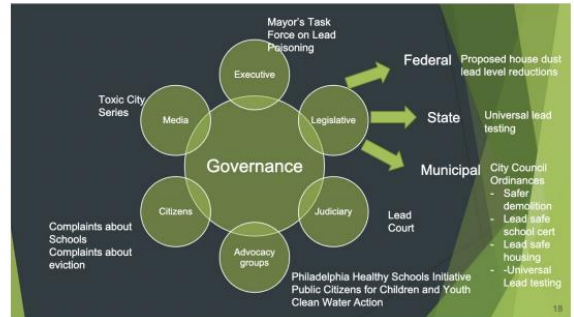 Mayor's Task
Force on Lead
Poisoning
Executive
Federal
Proposed house dust
lead level reductions
Toxic City
Series
Media
Legislative
State
Universal lead
testing
Governance
Municipal
City Council
Ordinances
- Safer
demolition
- Lead safe
school cert
- Lead safe
housing
- -Universal
Lead testing
Citizens
Judiciary
Lead
Court
Complaints about
Schools
Complaints about
eviction
Advocacy
groups
Philadelphia Healthy Schools Initiative
Public Citizens for Children and Youth
Clean Water Action
18